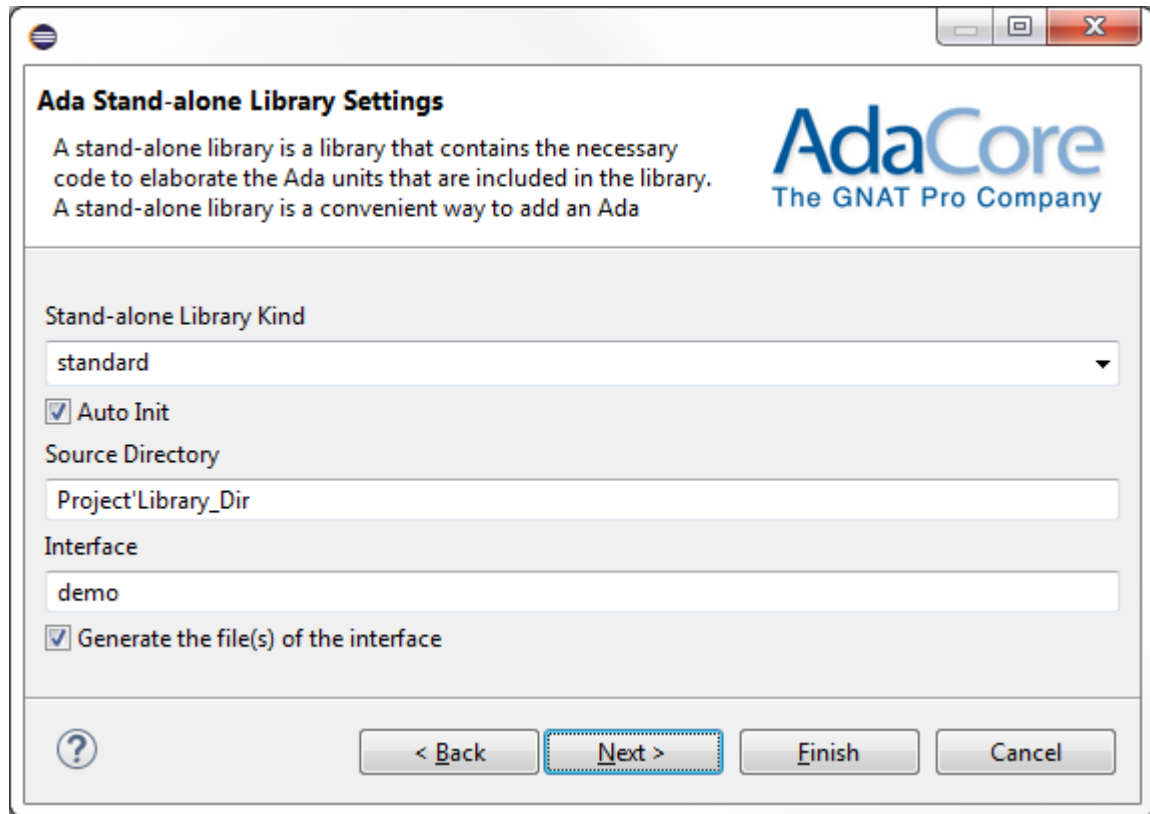 Ada Stand-alone Library Settings
A stand-alone library is a library that contains the necessary
code to elaborate the Ada units that are included in the library.
A stand-alone library is a convenient way to add an Ada
AdaCore
The GNAT Pro Company
Stand-alone Library Kind
standard
Auto Init
Source Directory
Project'Library_Dir
Interface
demo
Generate the file(s) of the interface
?
< Back
Next >
Finish
Cancel